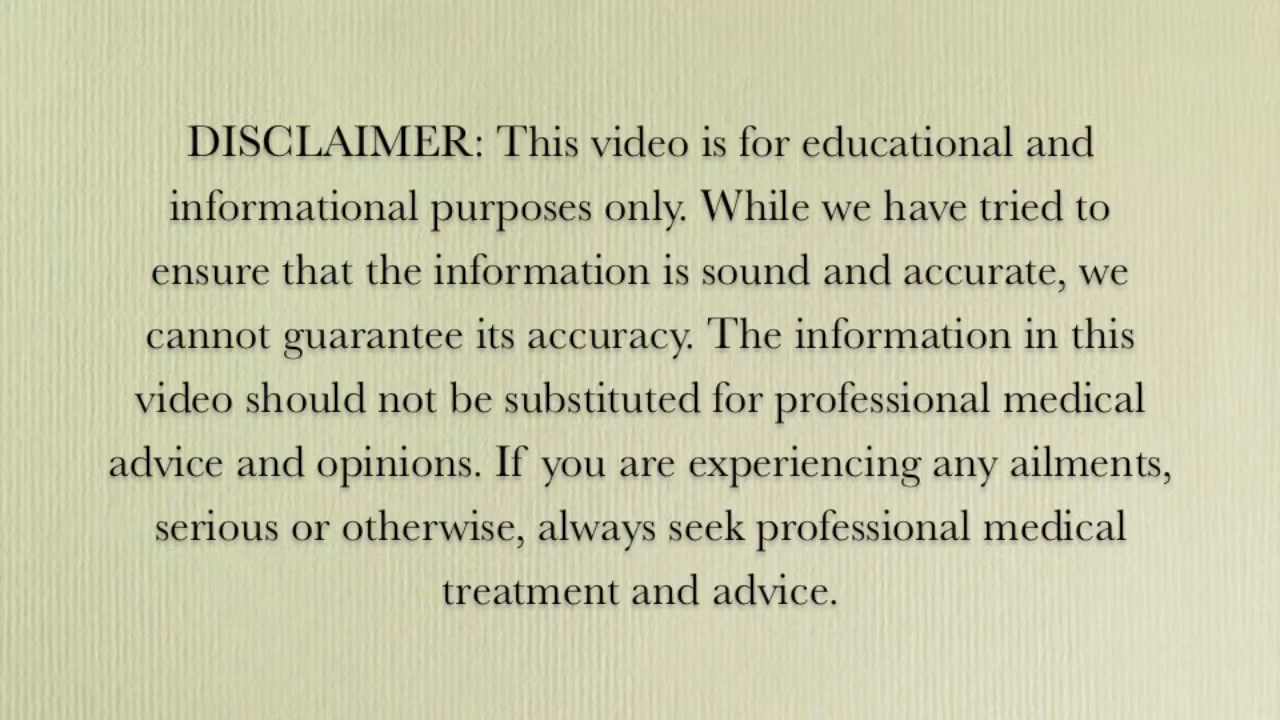 DISCLAIMER: This video is for educational and
informational purposes only. While we have tried to
ensure that the information is sound and accurate, we
cannot guarantee its accuracy. The information in this
video should not be substituted for professional medical
advice and opinions. If you are experiencing any ailments,
serious or otherwise, always seek professional medical
treatment and advice.